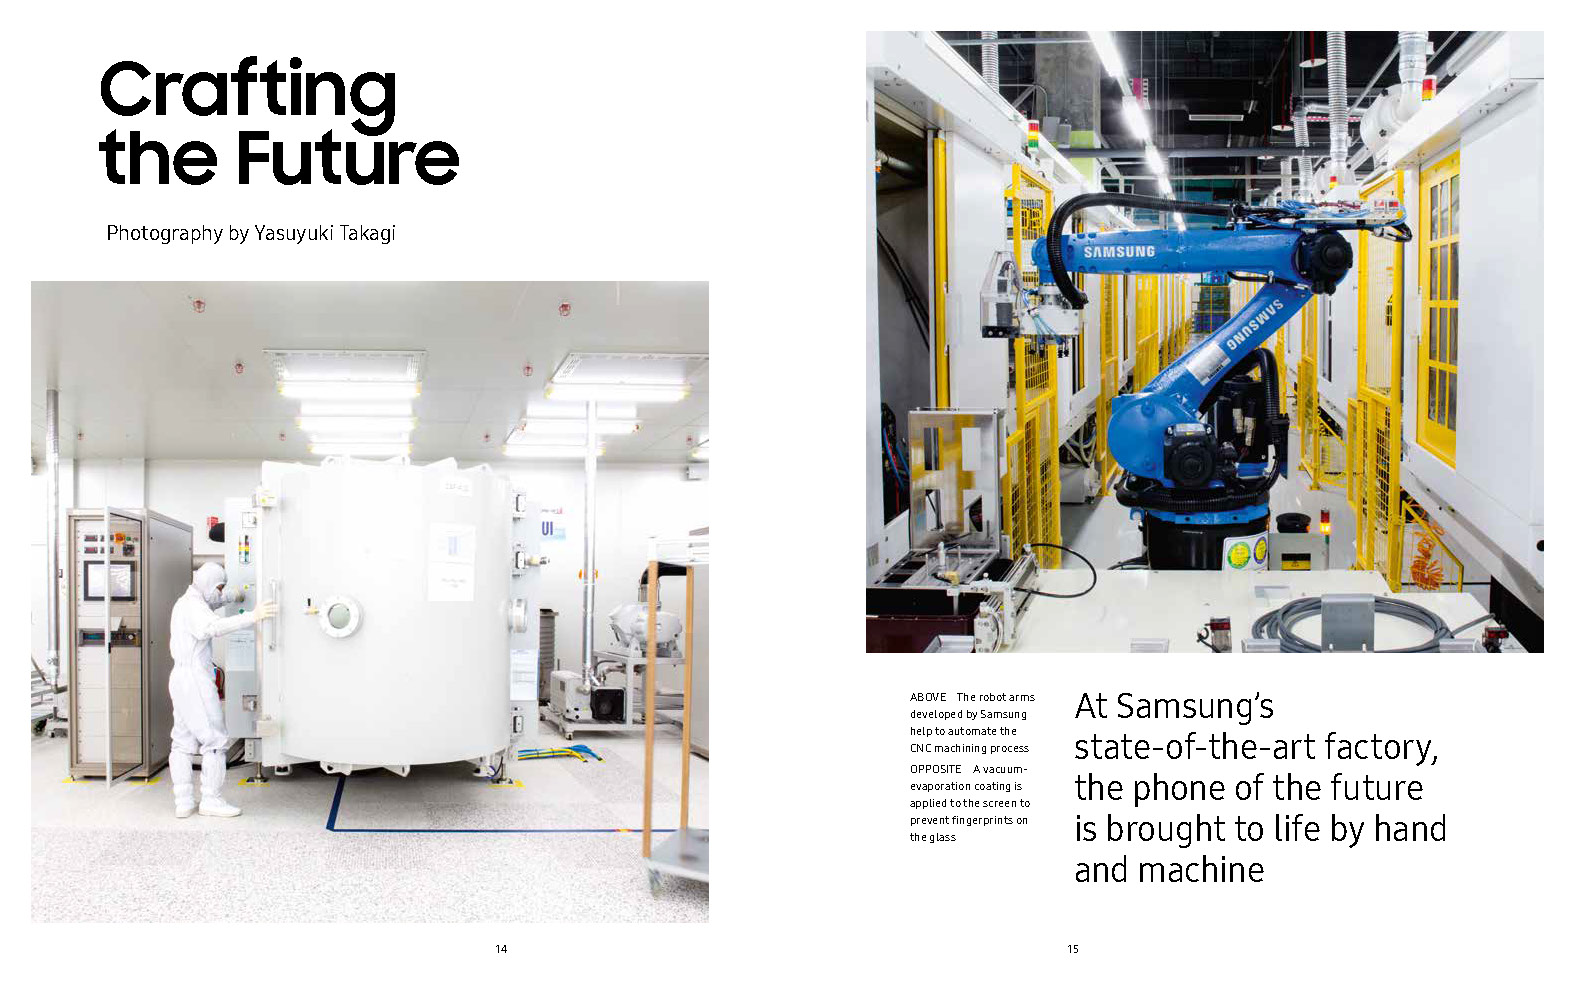 Crafting
the Future
Photography by Yasuyuki Takagi
UI
14
SAMSUNG
SAMSUNG
ABOVE The robot arms
developed by Samsung
help to automate the
CNC machining process
OPPOSITE A vacuum-
evaporation coating is
applied to the screen to
prevent fingerprints on
the glass
At Samsung’s
state-of-the-art factory,
the phone of the future
is brought to life by hand
and machine
15